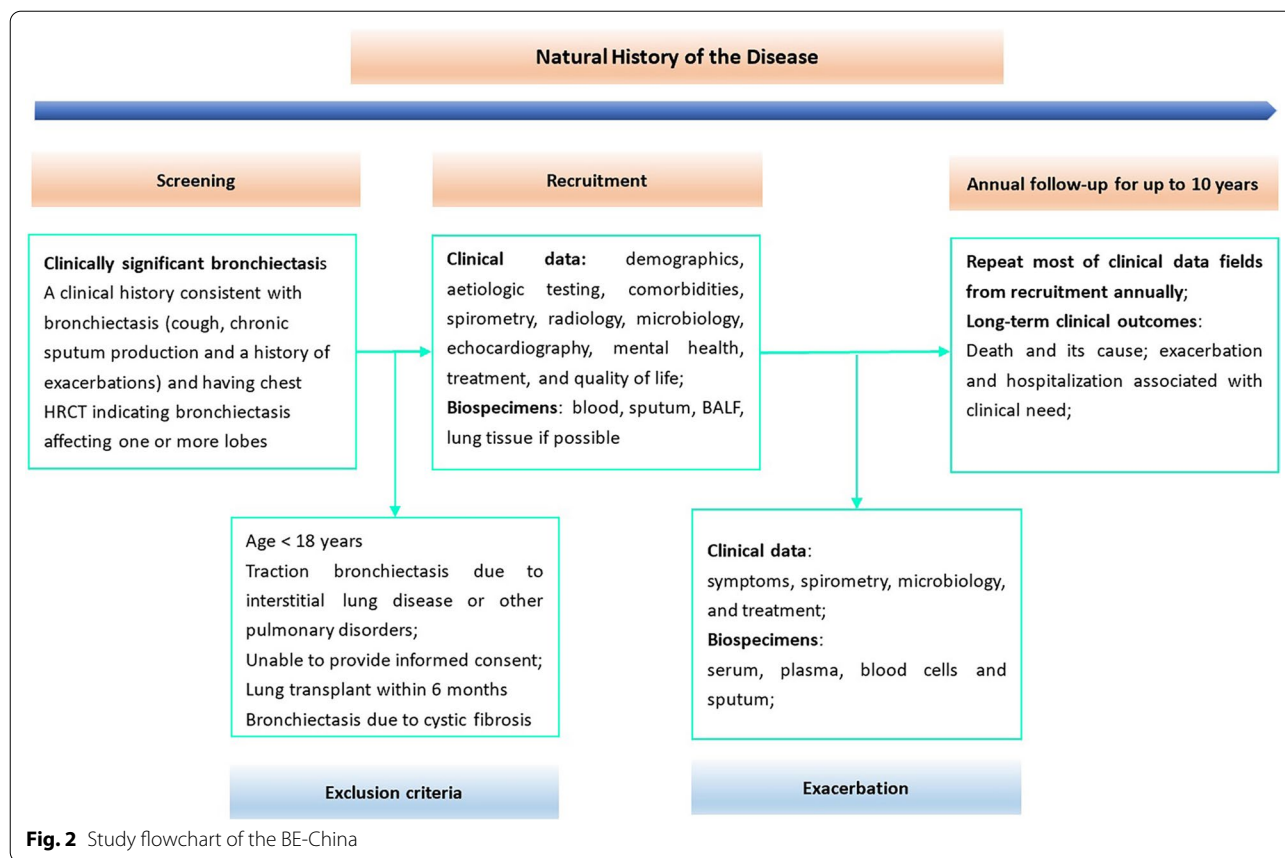 Natural History of the Disease
Screening
Recruitment
Annual follow-up for up to 10 years
Clinically significant bronchiectasis
A clinical history consistent with
bronchiectasis (cough, chronic
sputum production and a history of
exacerbations) and having chest
HRCT indicating bronchiectasis
affecting one or more lobes
Clinical data: demographics,
aetiologic testing, comorbidities,
spirometry, radiology, microbiology,
echocardiography, mental health,
treatment, and quality of life;
Biospecimens: blood, sputum, BALF,
lung tissue if possible
Repeat most of clinical data fields
from recruitment annually;
Long-term clinical outcomes:
Death and its cause; exacerbation
and hospitalization associated with
clinical need;
Age < 18 years
Traction bronchiectasis due to
interstitial lung disease or other
pulmonary disorders;
Unable to provide informed consent;
Lung transplant within 6 months
Bronchiectasis due to cystic fibrosis
Clinical data:
symptoms, spirometry, microbiology,
and treatment;
Biospecimens:
serum, plasma, blood cells and
sputum;
Exclusion criteria
Exacerbation
Fig. 2 Study flowchart of the BE-China